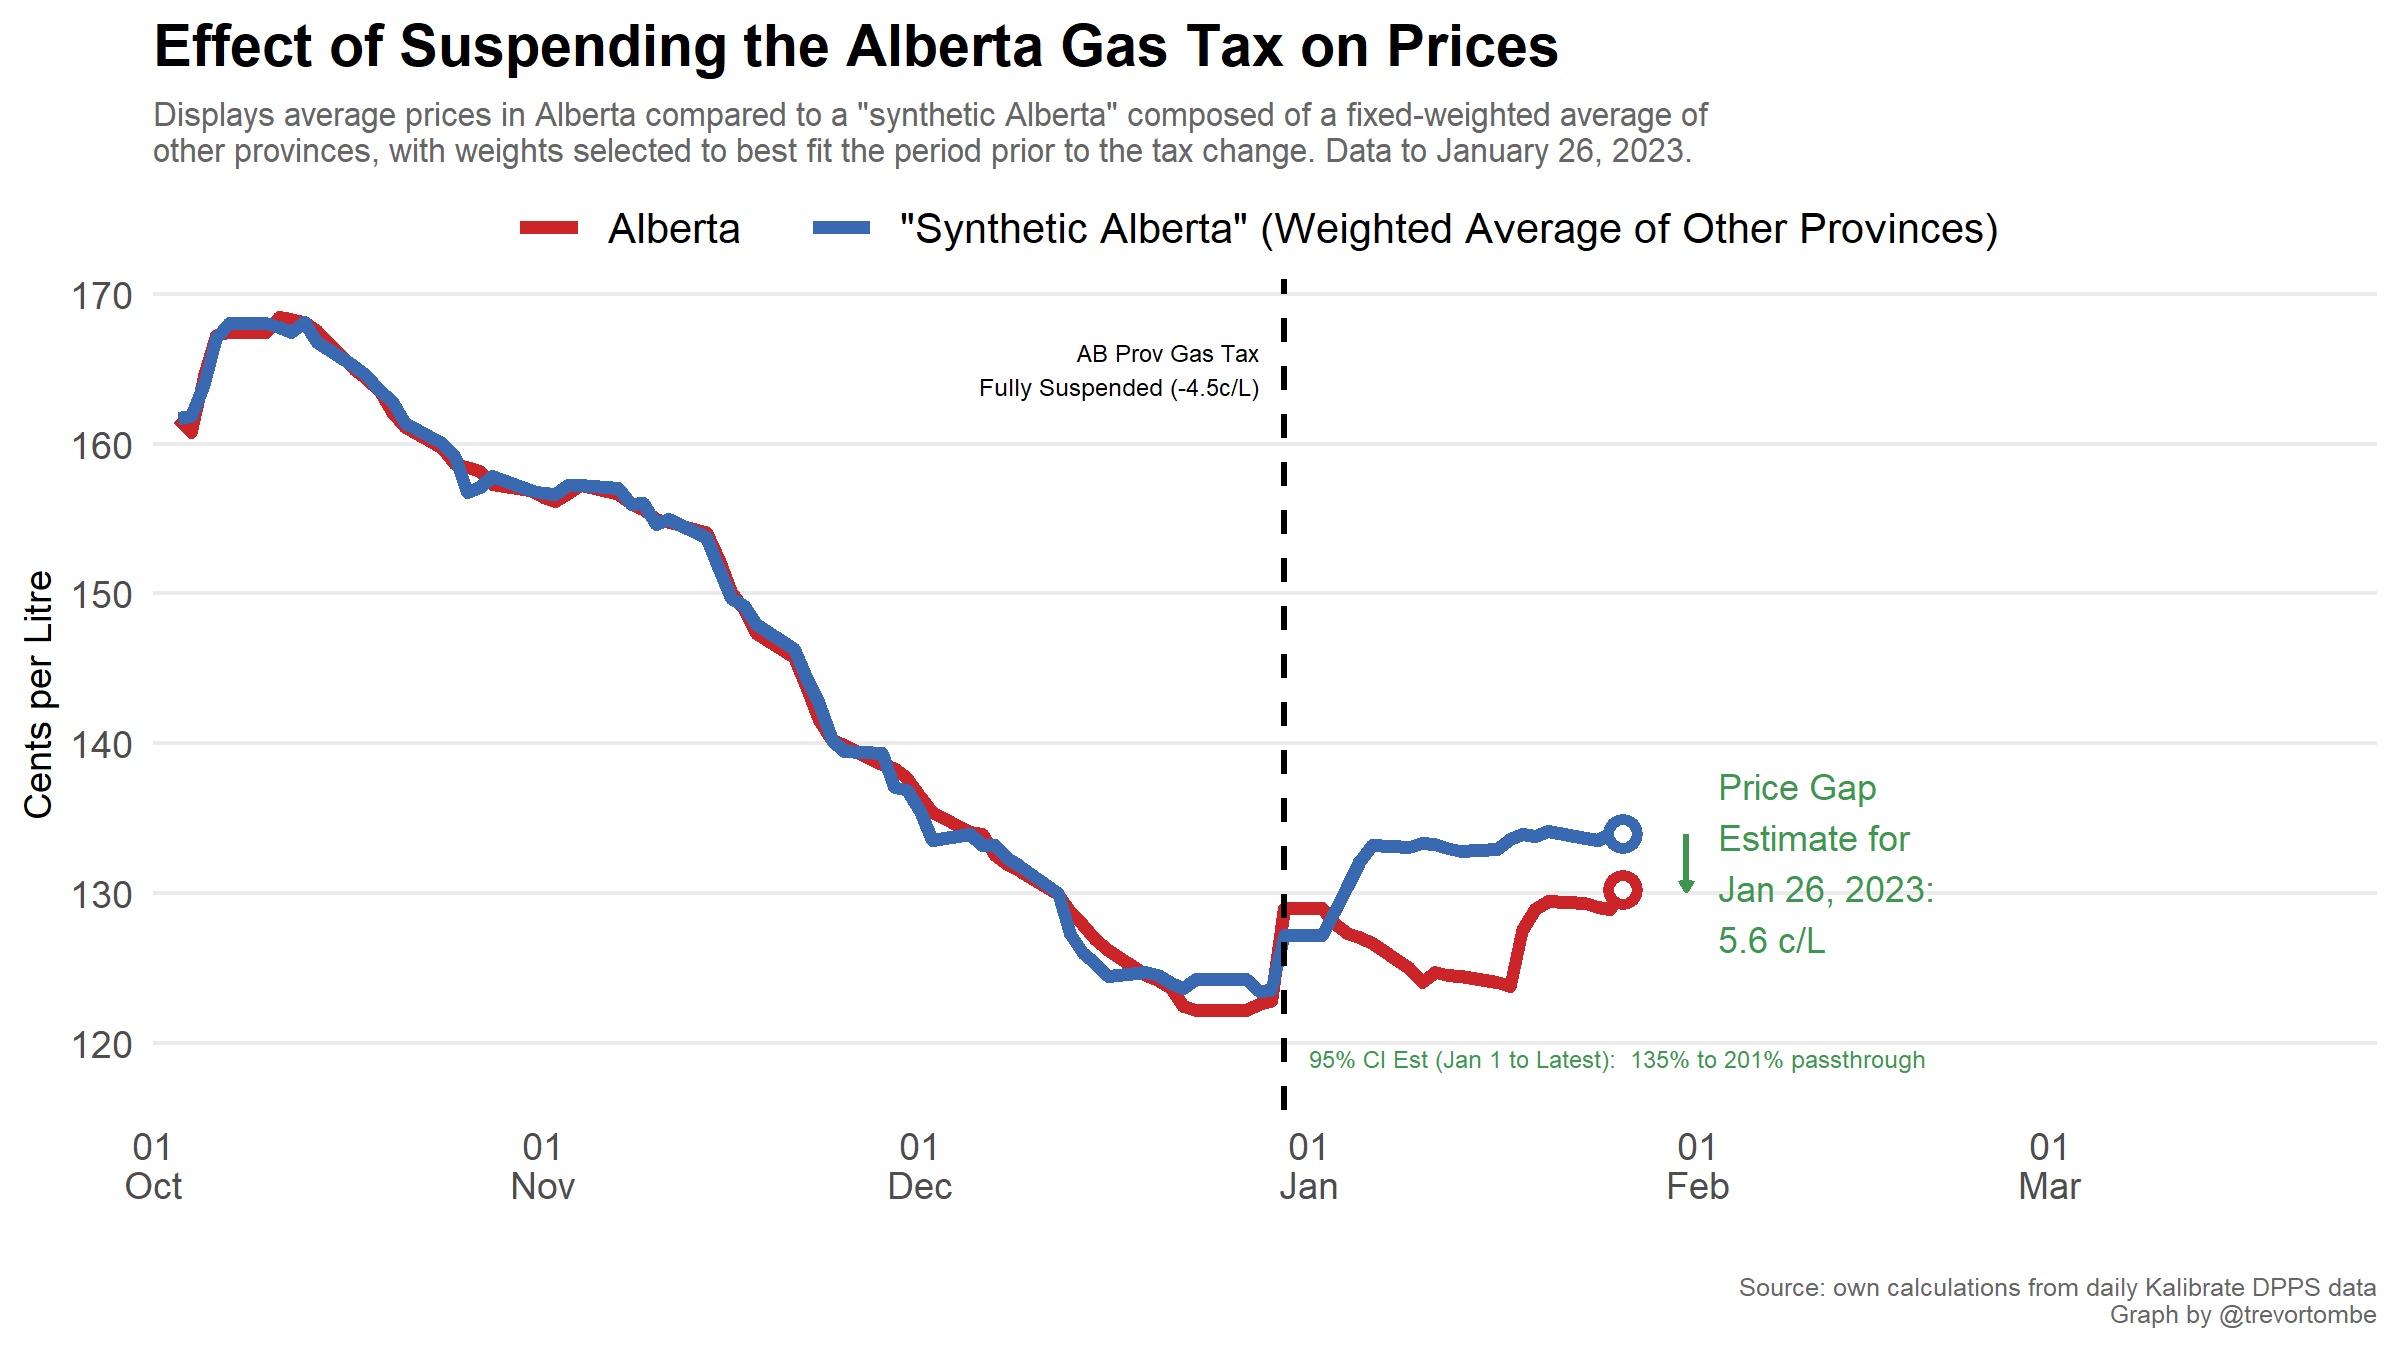 Effect of Suspending the Alberta Gas Tax on Prices
Displays average prices in Alberta compared to a "synthetic Alberta" composed of a fixed-weighted average of
other provinces, with weights selected to best fit the period prior to the tax change. Data to January 26, 2023.
Alberta
"Synthetic Alberta" (Weighted Average of Other Provinces)
Cents per Litre
170
160
150
140
130
120
AB Prov Gas Tax
Fully Suspended (-4.5c/L)
Price Gap
Estimate for
Jan 26, 2023:
5.6 c/L
95% CI Est (Jan 1 to Latest):  135% to 201% passthrough
01
Oct
01
Nov
01
Dec
01
Jan
01
Feb
01
Mar
Source: own calculations from daily Kalibrate DPPS data
Graph by @trevortombe